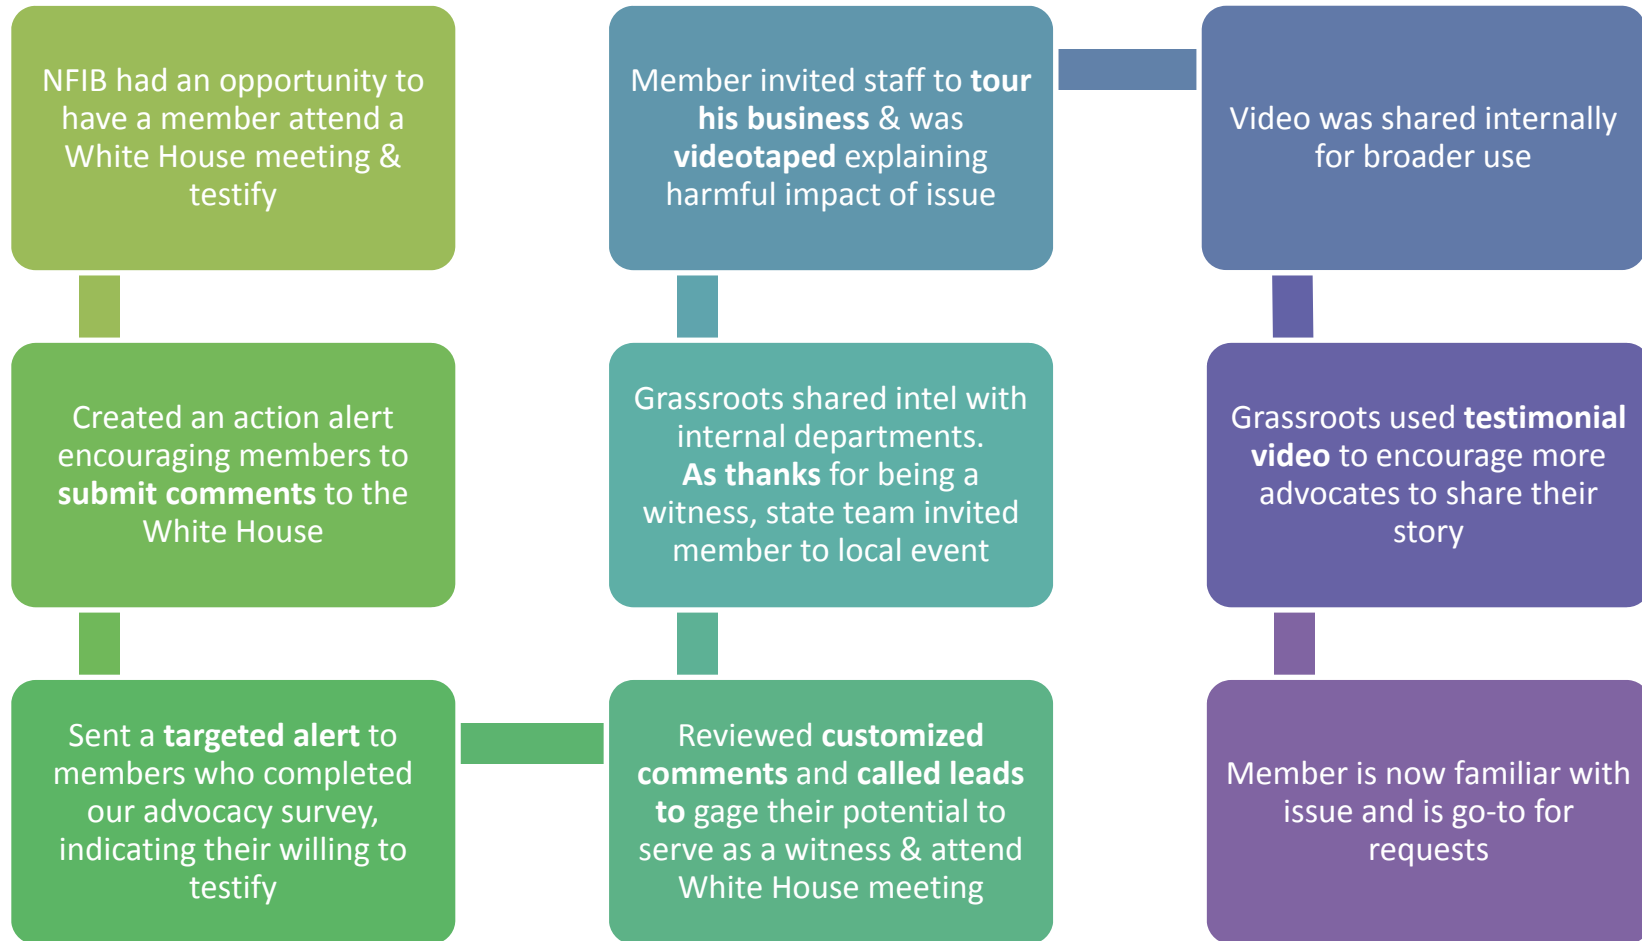 NFIB had an opportunity to
have a member attend a
White House meeting &
testify
Created an action alert
encouraging members to
submit comments to the
White House
Sent a targeted alert to
members who completed
our advocacy survey,
indicating their willing to
testify
Reviewed customized
comments and called leads
to gage their potential to
serve as a witness & attend
White House meeting
Grassroots shared intel with
internal departments.
As thanks for being a
witness, state team invited
member to local event
Member invited staff to tour
his business & was
videotaped explaining
harmful impact of issue
Video was shared internally
for broader use
Grassroots used testimonial
video to encourage more
advocates to share their
story
Member is now familiar with
issue and is go-to for
requests